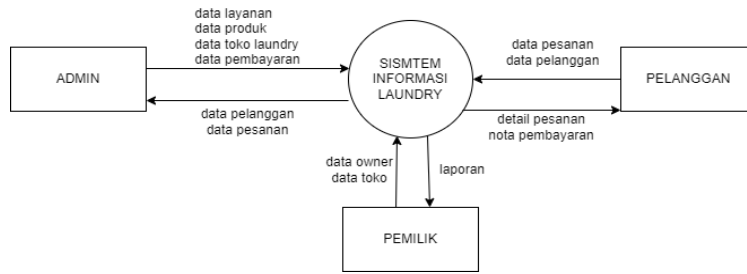 data layanan
data produk
data toko laundry
data pembayaran
ADMIN
data pelanggan
data pesanan
SISMTEM
INFORMASI
LAUNDRY
data pesanan
data pelanggan
PELANGGAN
detail pesanan
nota pembayaran
data owner
data toko
laporan
PEMILIK